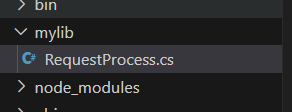 bin
mylib
C# RequestProcess.cs
node_modules